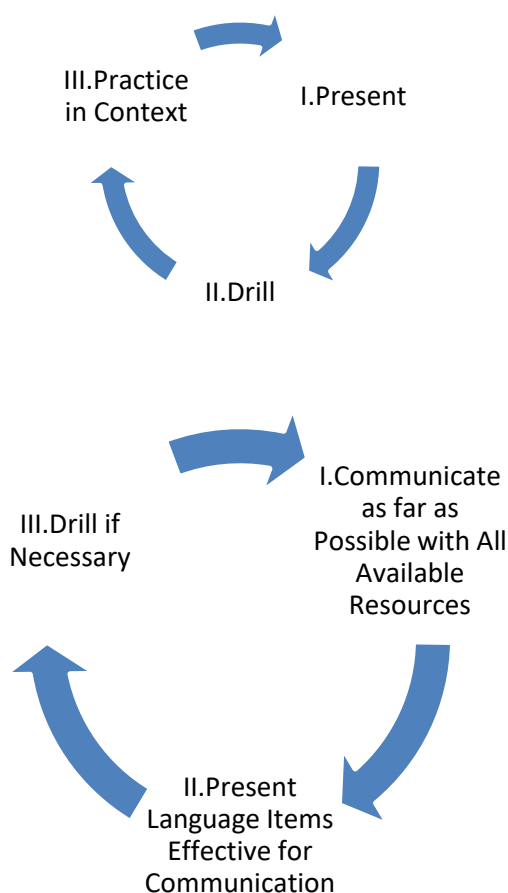 III.Practice
in Context
I.Present
II.Drill
I.Communicate
as far as
Possible with All
Available
Resources
III.Drill if
Necessary
II.Present
Language Items
Effective for
Communication